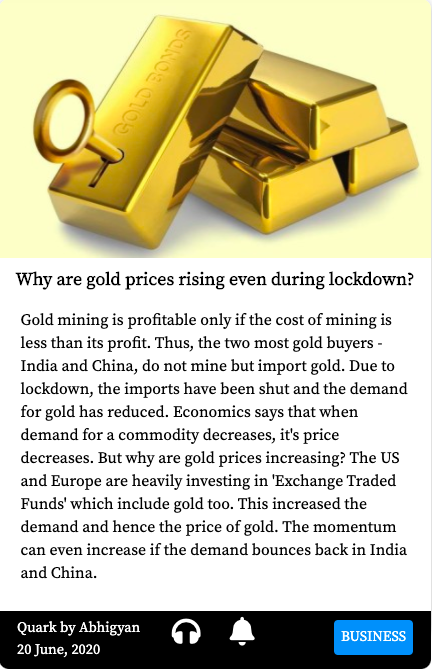 GOLD BONDS
Why are gold prices rising even during lockdown?
Gold mining is profitable only if the cost of mining is
less than its profit. Thus, the two most gold buyers -
India and China, do not mine but import gold. Due to
lockdown, the imports have been shut and the demand
for gold has reduced. Economics says that when
demand for a commodity decreases, it's price
decreases. But why are gold prices increasing? The US
and Europe are heavily investing in 'Exchange Traded
Funds' which include gold too. This increased the
demand and hence the price of gold. The momentum
can even increase if the demand bounces back in India
and China.
Quark by Abhigyan
20 June, 2020
BUSINESS